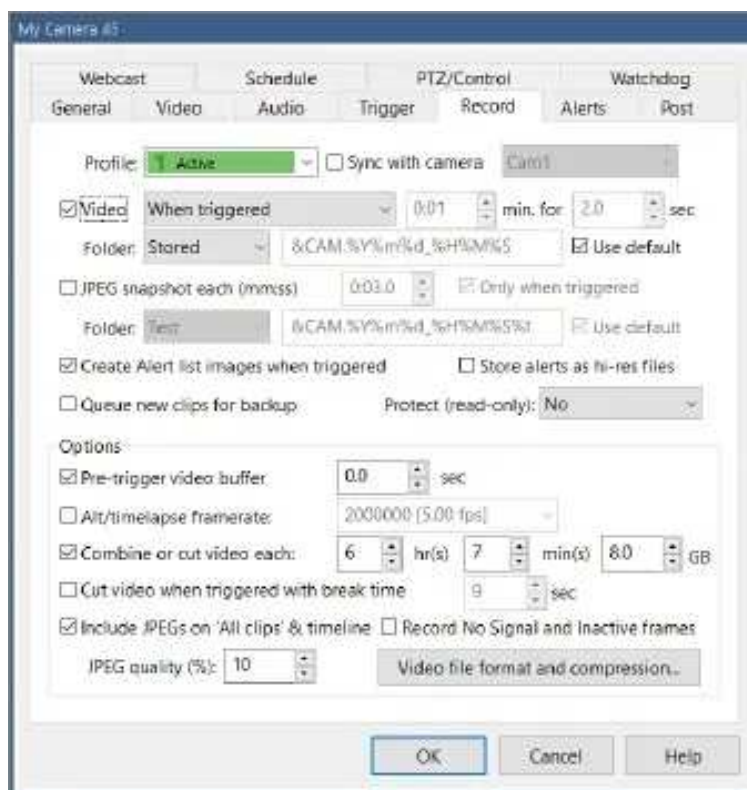 My Camera 45
Webcast Schedule PTZ/Control Watchdog
General Video Audio Trigger Record Alerts Post
Profile: 1 Active Sync with camera Cam1
Video When triggered 0:01 min. for 2.0 sec
Folder: Stored &CAM.%Y%m%d_%H%M%S Use default
JPEG snapshot each (mm:ss) 0:03.0 Only when triggered
Folder: Test &CAM.%Y%m%d_%H%M%S%t Use default
Create Alert list images when triggered Store alerts as hi-res files
Queue new clips for backup Protect (read-only): No
Options
Pre-trigger video buffer 0.0 sec
Alt/timelapse framerate: 2000000 [5.00 fps]
Combine or cut video each: 6 hr(s) 7 min(s) 8.0 GB
Cut video when triggered with break time 9 sec
Include JPEGs on 'All clips' & timeline Record No Signal and Inactive frames
JPEG quality (%): 10 Video file format and compression...
OK Cancel Help